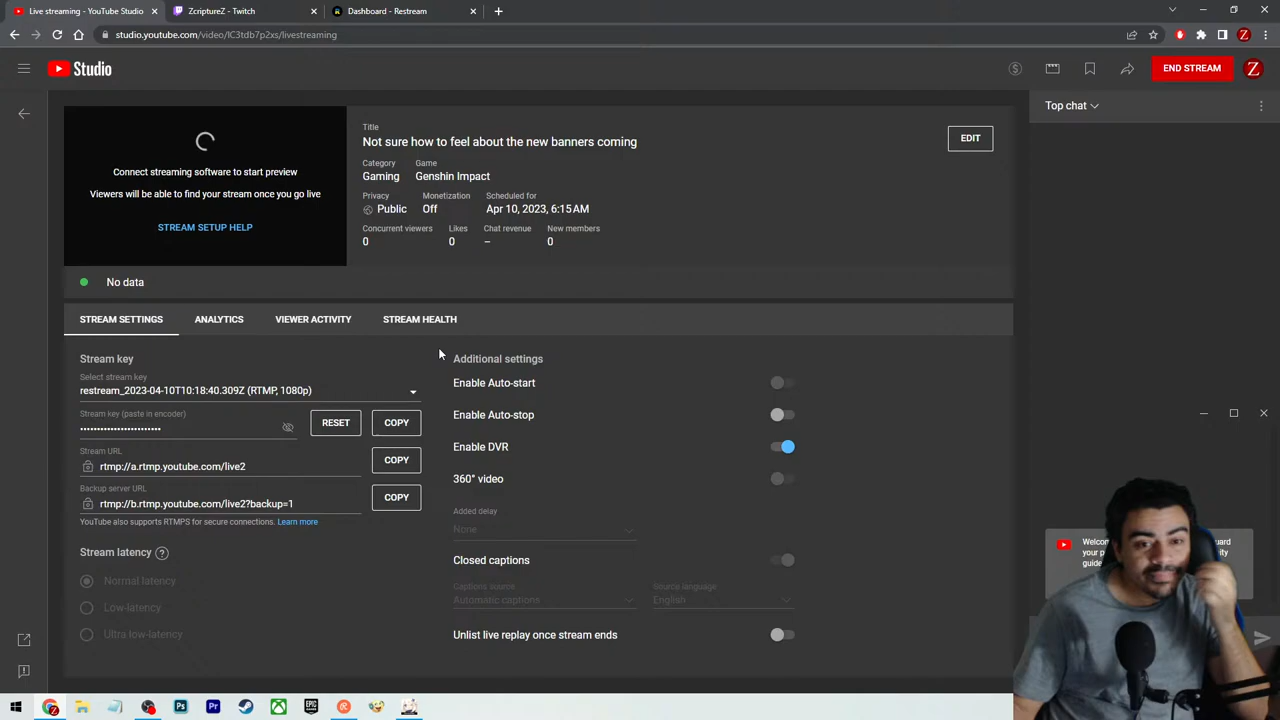 Live streaming - YouTube Studio
ZcriptureZ - Twitch
Dashboard - Restream
studio.youtube.com/video/lC3tdb7p2xs/livestreaming
Z
Studio
END STREAM
Z
Connect streaming software to start preview
Viewers will be able to find your stream once you go live
STREAM SETUP HELP
Title
Not sure how to feel about the new banners coming
EDIT
Category
Game
Gaming
Genshin Impact
Privacy
Monetization
Scheduled for
Public
Off
Apr 10, 2023, 6:15 AM
Concurrent viewers
Likes
Chat revenue
New members
0
0
–
0
Top chat
No data
STREAM SETTINGS
ANALYTICS
VIEWER ACTIVITY
STREAM HEALTH
Stream key
Select stream key
restream_2023-04-10T10:18:40.309Z (RTMP, 1080p)
Stream key (paste in encoder)
RESET
COPY
Stream URL
rtmp://a.rtmp.youtube.com/live2
COPY
Backup server URL
rtmp://b.rtmp.youtube.com/live2?backup=1
COPY
YouTube also supports RTMPS for secure connections. Learn more
Stream latency
Normal latency
Low-latency
Ultra low-latency
Additional settings
Enable Auto-start
Enable Auto-stop
Enable DVR
360° video
Added delay
None
Closed captions
Captions source
Source language
Automatic captions
English
Unlist live replay once stream ends
Welcom
your p
guide
Ps
Pr
EPIC